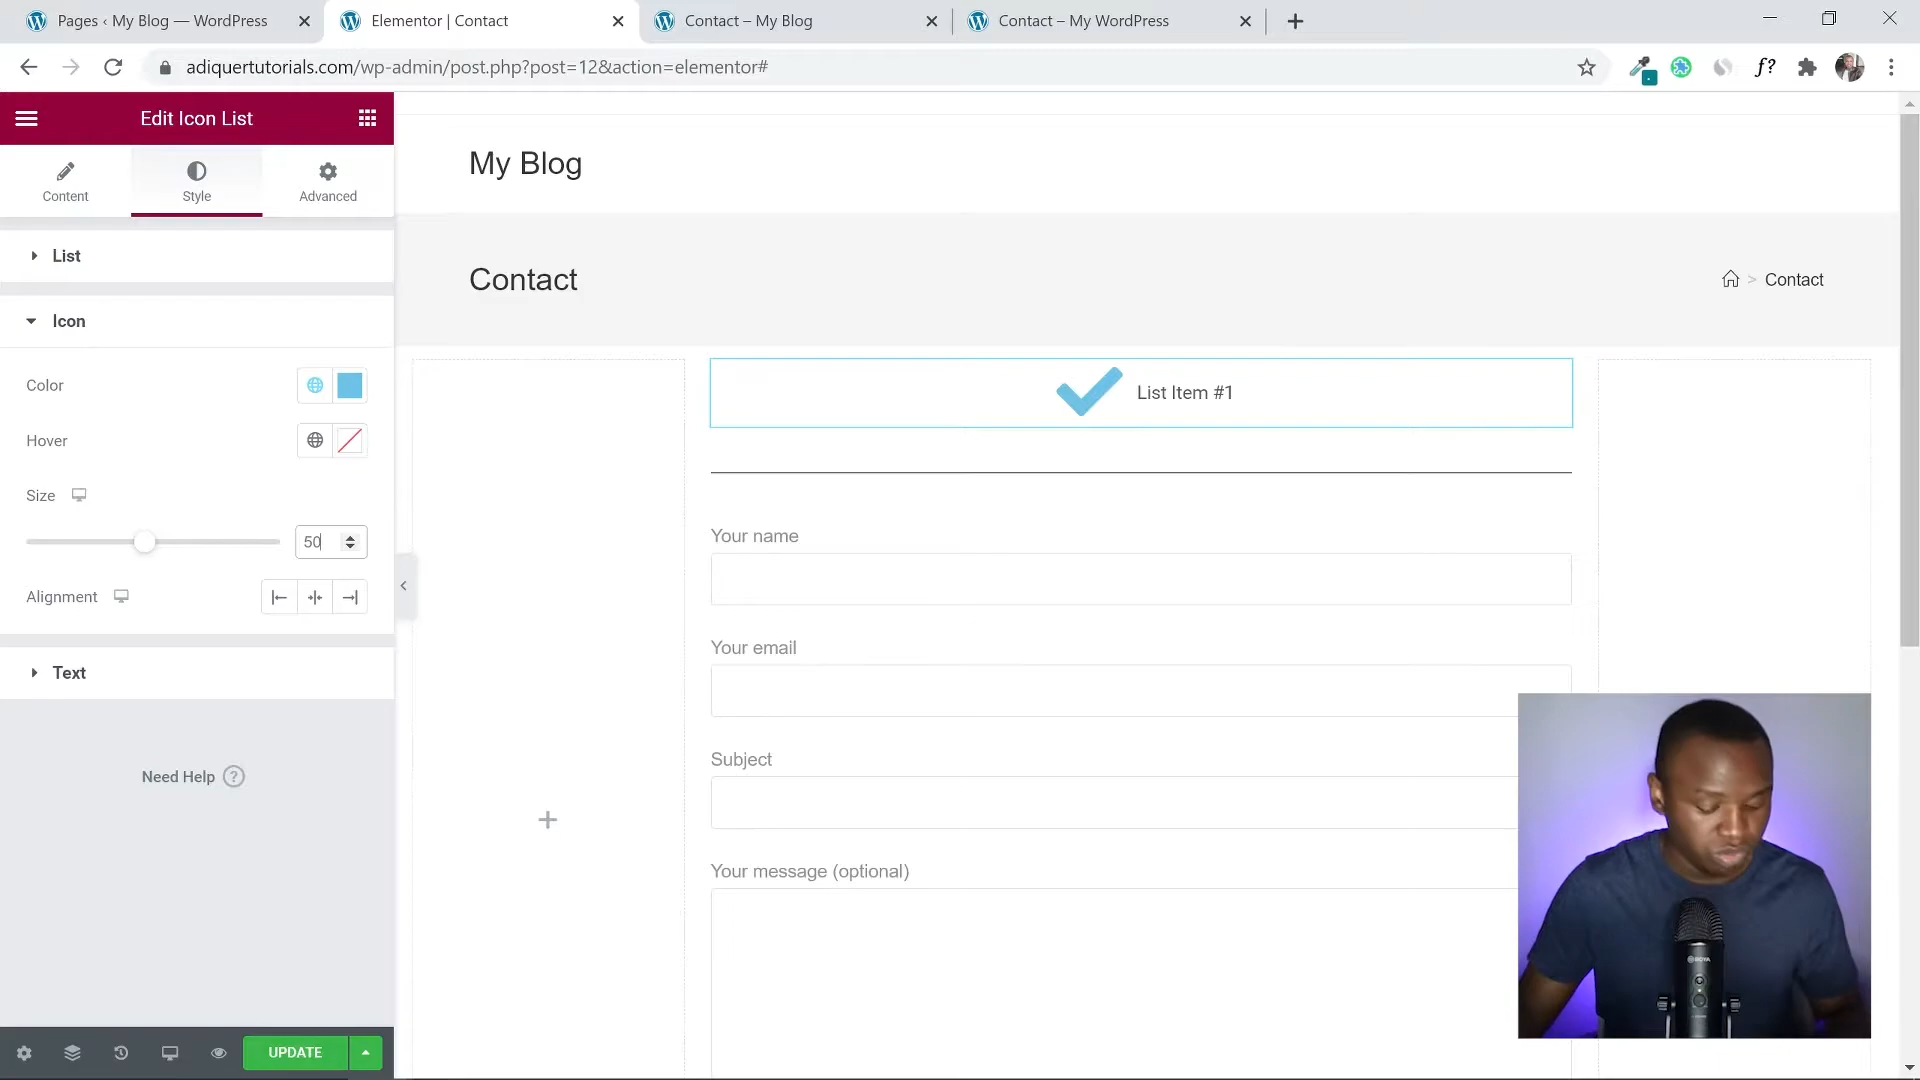 Pages ‹ My Blog — WordPress
Elementor | Contact
Contact – My Blog
Contact – My WordPress
adiquertutorials.com/wp-admin/post.php?post=12&action=elementor#
f?
Edit Icon List
Content
Style
Advanced
List
Icon
Color
Hover
Size
50
Alignment
Text
Need Help ?
UPDATE
My Blog
Contact
> Contact
List Item #1
Your name
Your email
Subject
Your message (optional)
BOYA